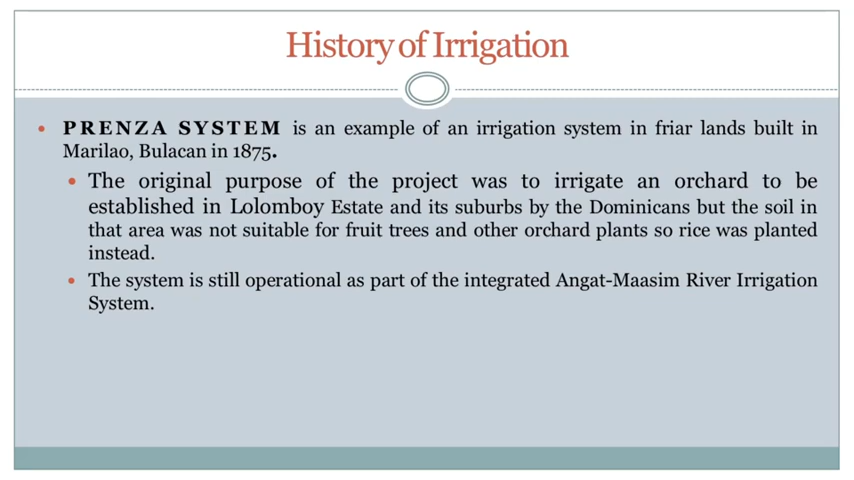 History of Irrigation
• PRENZA SYSTEM is an example of an irrigation system in friar lands built in
Marilao, Bulacan in 1875.
• The original purpose of the project was to irrigate an orchard to be
established in Lolomboy Estate and its suburbs by the Dominicans but the soil in
that area was not suitable for fruit trees and other orchard plants so rice was planted
instead.
• The system is still operational as part of the integrated Angat-Maasim River Irrigation
System.